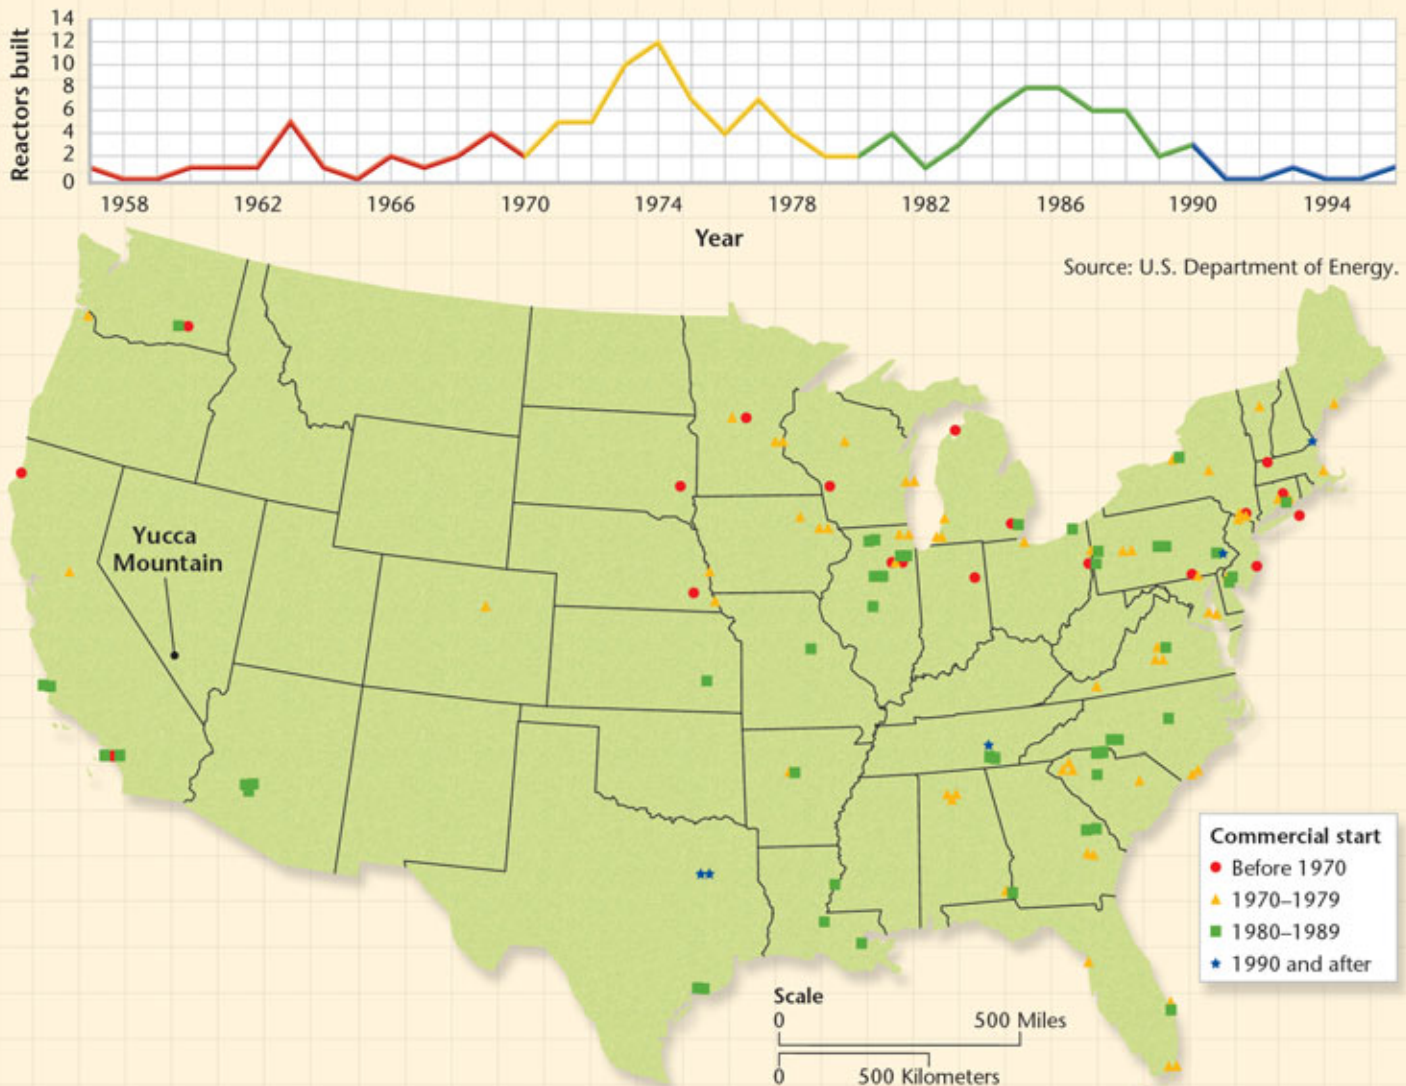 Reactors built
14
12
10
8
6
4
2
0
1958 1962 1966 1970 1974 1978 1982 1986 1990 1994
Year
Source: U.S. Department of Energy.
Yucca
Mountain
Commercial start
Before 1970
1970–1979
1980–1989
1990 and after
Scale
0 500 Miles
0 500 Kilometers